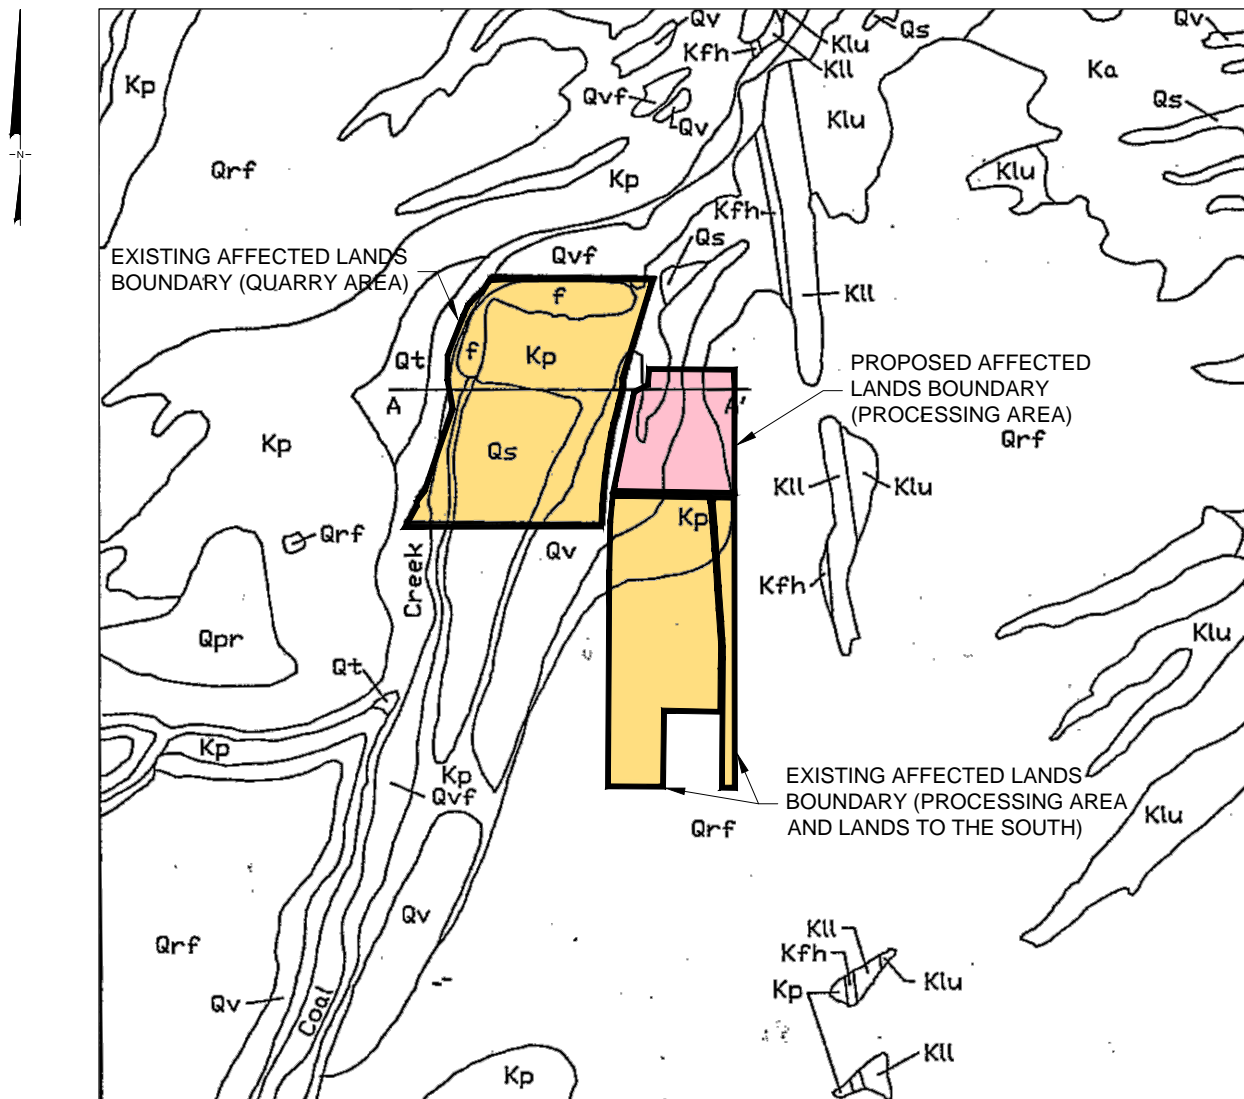 Qv
Klu
Qs
Qv
Kfh
Kll
Ka
Kp
Qvf
Qs
Qv
Klu
-N-
Qrf
Kp
Klu
Kfh
Qs
EXISTING AFFECTED LANDS
BOUNDARY (QUARRY AREA)
Qvf
Kll
f
f
Kp
Qt
PROPOSED AFFECTED
LANDS BOUNDARY
(PROCESSING AREA)
A
A'
Qrf
Kp
Qs
Kll
Klu
Kp
Qrf
Qv
Creek
Kfh
Qpr
Klu
Qt
Kp
Kp
Qvf
EXISTING AFFECTED LANDS
BOUNDARY (PROCESSING AREA
AND LANDS TO THE SOUTH)
Qrf
Klu
Qv
Qrf
Kll
Kfh
Kp
Klu
Qv
Coal
Kll
Kp